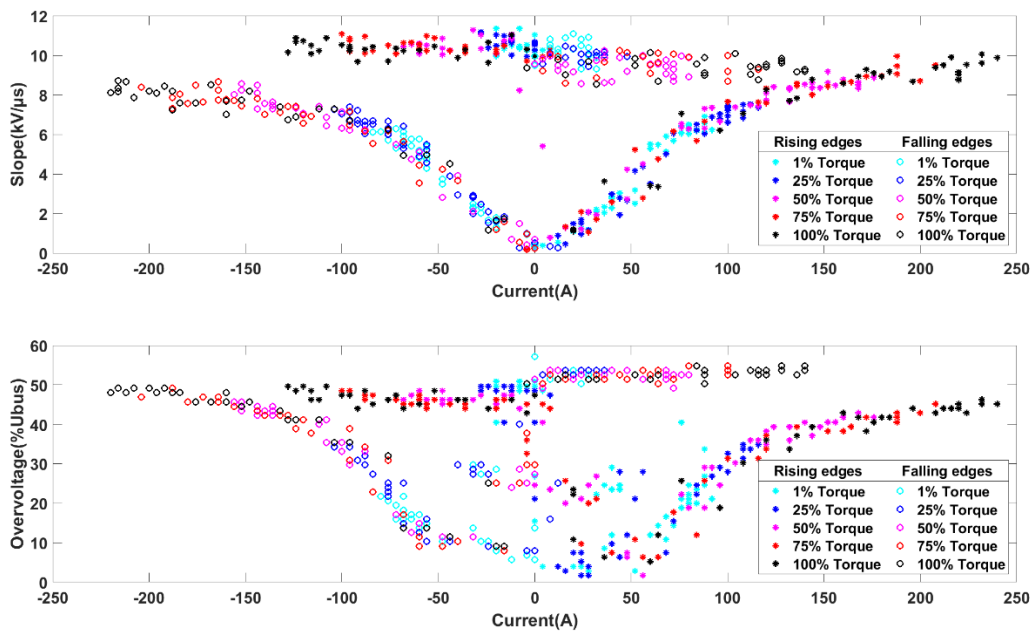 12
10
8
6
4
2
0
Slope(kV/µs)
-250 -200 -150 -100 -50 0 50 100 150 200 250
Current(A)
Rising edges Falling edges
1% Torque 1% Torque
25% Torque 25% Torque
50% Torque 50% Torque
75% Torque 75% Torque
100% Torque 100% Torque
60
50
40
30
20
10
0
Overvoltage(%Ubus)
-250 -200 -150 -100 -50 0 50 100 150 200 250
Current(A)
Rising edges Falling edges
1% Torque 1% Torque
25% Torque 25% Torque
50% Torque 50% Torque
75% Torque 75% Torque
100% Torque 100% Torque